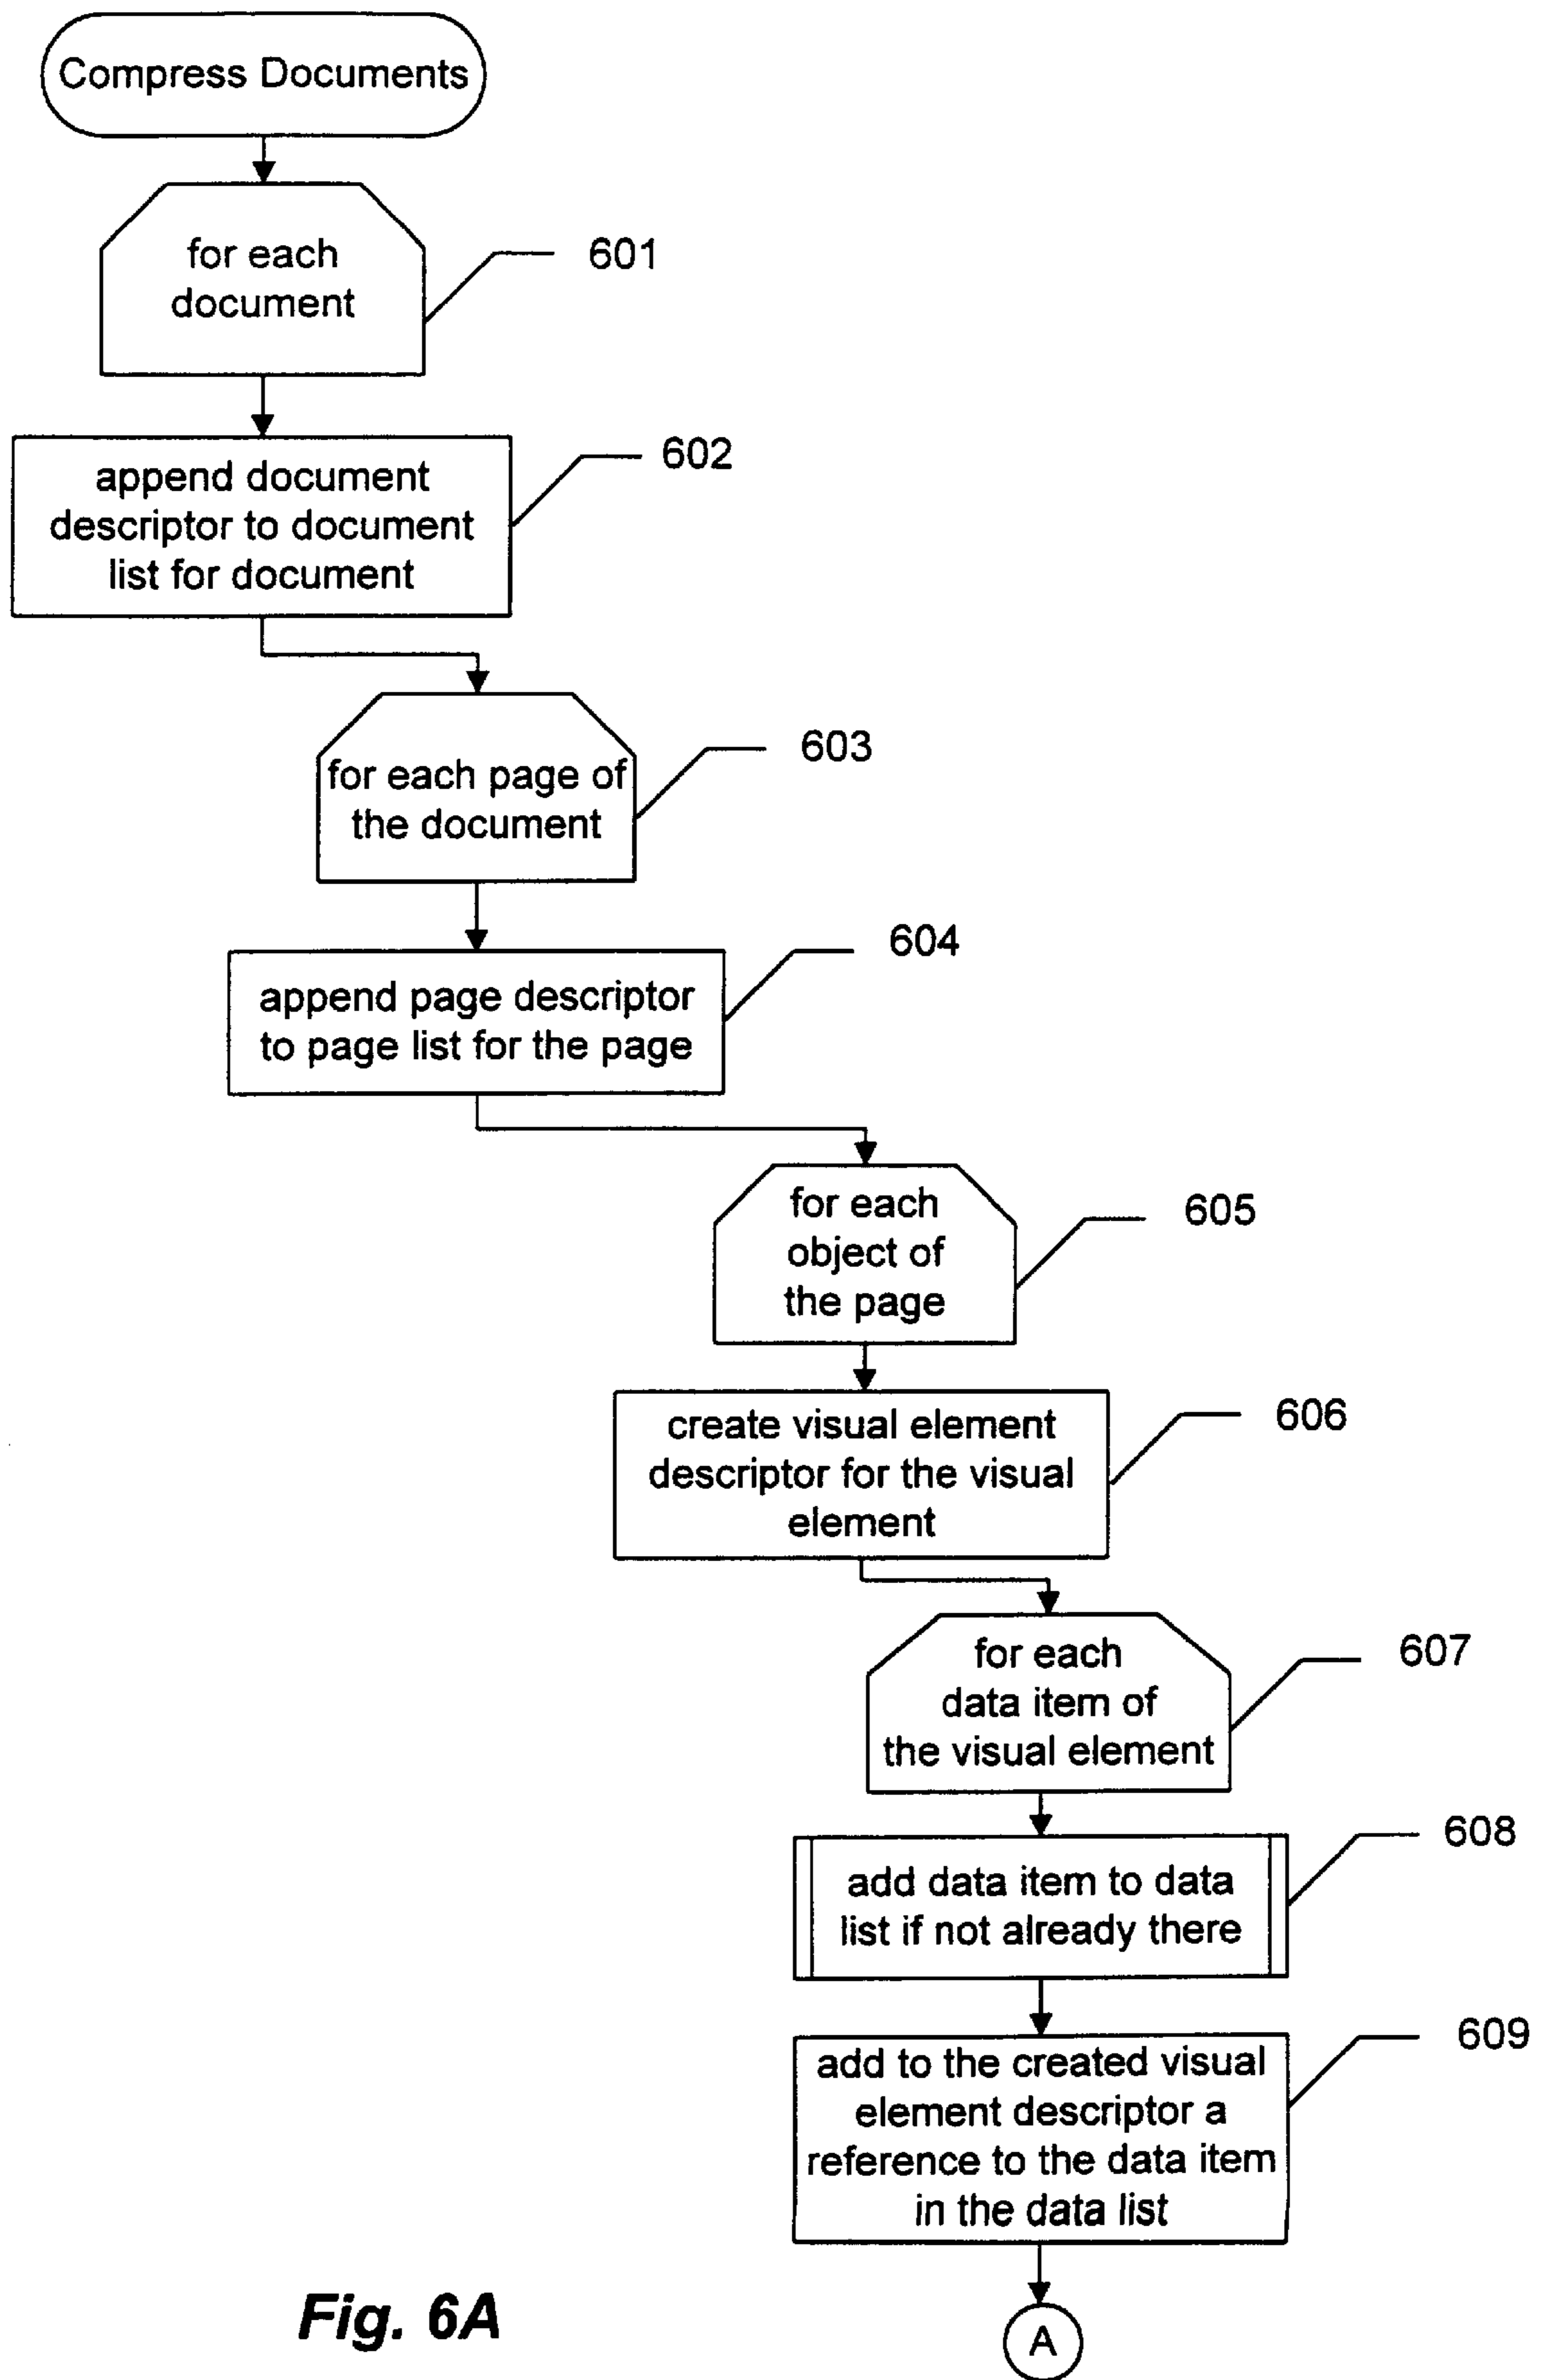 Compress Documents
for each
document
601
append document
descriptor to document
list for document
602
for each page of
the document
603
append page descriptor
to page list for the page
604
for each
object of
the page
605
create visual element
descriptor for the visual
element
606
for each
data item of
the visual element
607
add data item to data
list if not already there
608
add to the created visual
element descriptor a
reference to the data item
in the data list
609
A
Fig. 6A